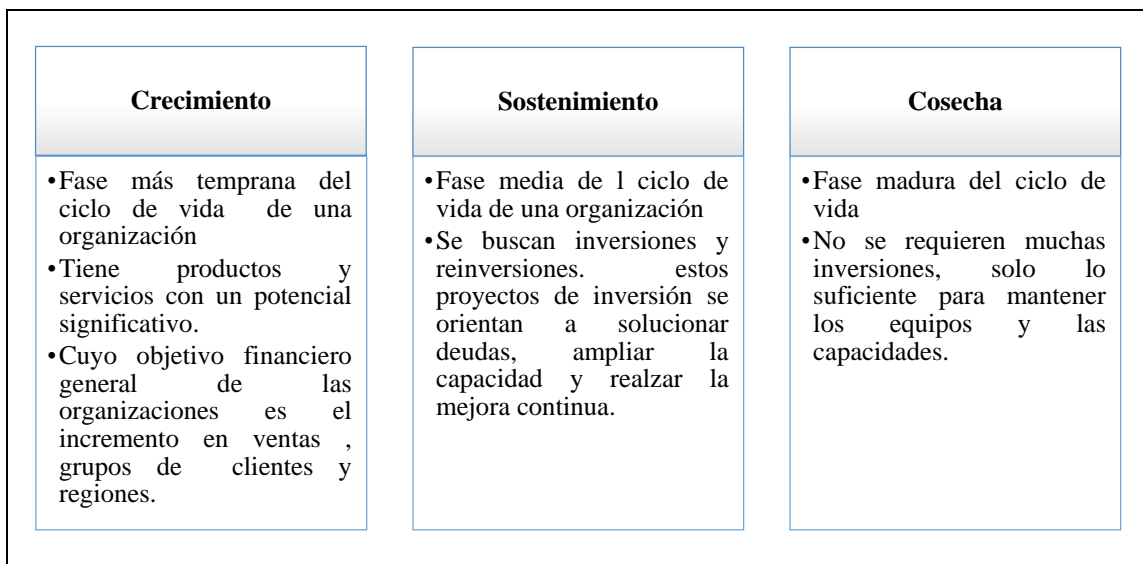 Crecimiento
•Fase más temprana del
ciclo de vida de una
organización
•Tiene productos y
servicios con un potencial
significativo.
•Cuyo objetivo financiero
general de las
organizaciones es el
incremento en ventas ,
grupos de clientes y
regiones.
Sostenimiento
•Fase media de l ciclo de
vida de una organización
•Se buscan inversiones y
reinversiones. estos
proyectos de inversión se
orientan a solucionar
deudas, ampliar la
capacidad y realzar la
mejora continua.
Cosecha
•Fase madura del ciclo de
vida
•No se requieren muchas
inversiones, solo lo
suficiente para mantener
los equipos y las
capacidades.